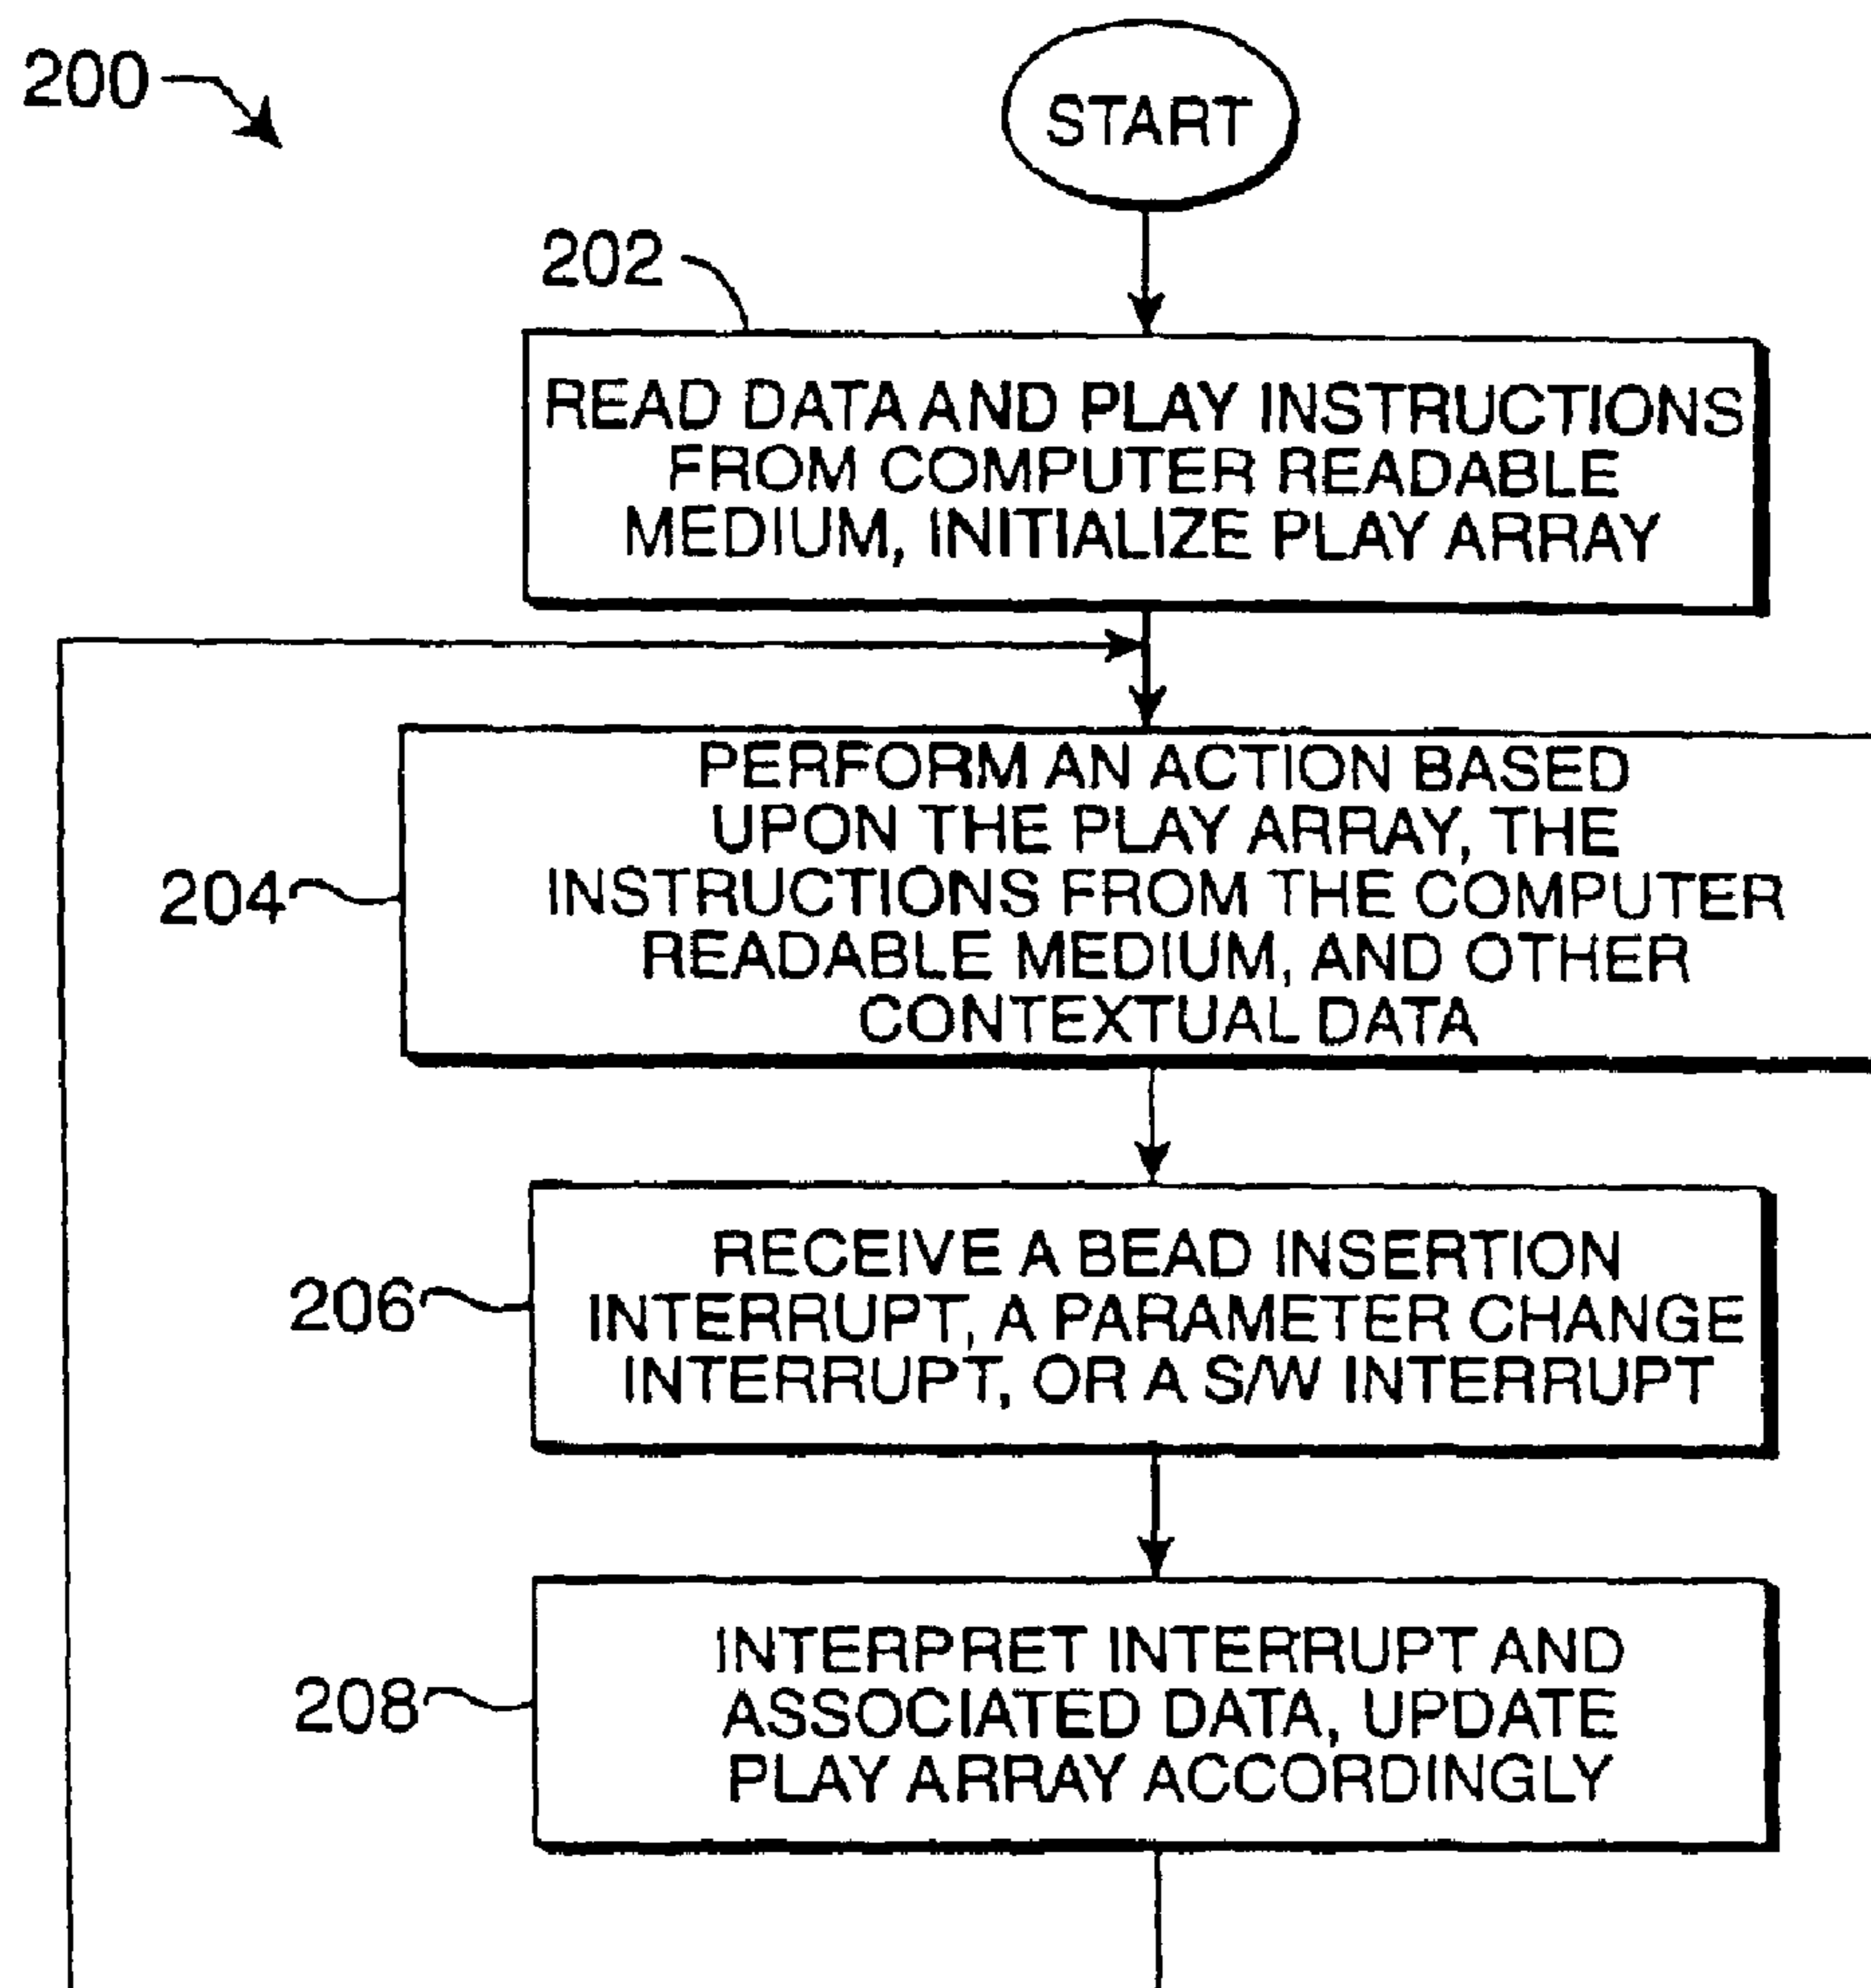 200
START
202
READ DATA AND PLAY INSTRUCTIONS
FROM COMPUTER READABLE
MEDIUM, INITIALIZE PLAY ARRAY
PERFORM AN ACTION BASED
UPON THE PLAY ARRAY, THE
INSTRUCTIONS FROM THE COMPUTER
READABLE MEDIUM, AND OTHER
CONTEXTUAL DATA
204
RECEIVE A BEAD INSERTION
INTERRUPT, A PARAMETER CHANGE
INTERRUPT, OR A S/W INTERRUPT
206
INTERPRET INTERRUPT AND
ASSOCIATED DATA, UPDATE
PLAY ARRAY ACCORDINGLY
208